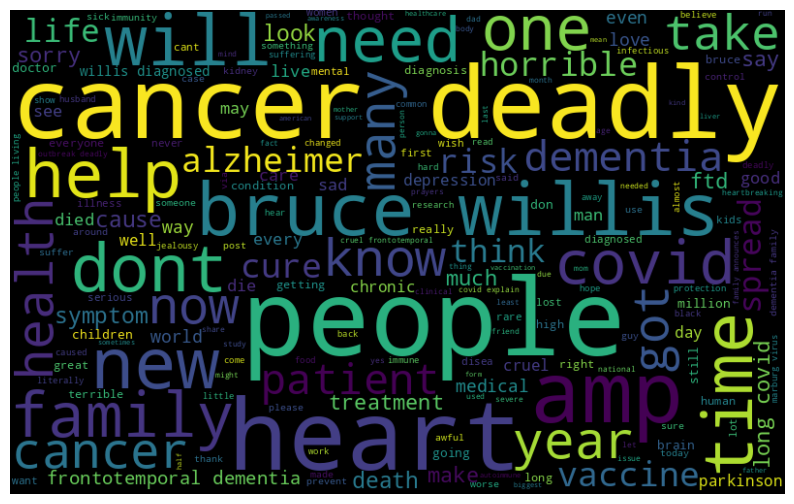 sick immunity
life
sorry
doctor
willis diagnosed
see
will
women
passed
awareness
healthcare
dad
cant
mind
body
something
suffering
kidney
case
mental
look
live
may
need
diagnosis
one
horrible
thought
mean
infectious
bruce
even
love
believe
run
take
say
control
month
kind
liver
cancer deadly
show
husband
american
mother
support
common
person
gonna
last
age
everyone
never
many
changed
fact
wish
first
hard
read
outbreak deadly
people living
help
alzheimer
risk
dementia
deadly
someone
care
sad
depression
said
prayers
needed
almost
ftd
good
heartbreaking
illness
condition
died
cause
around
way
hear
research
don
away
use
man
kids
bruce willis
suffer
well
jealousy
post
every
really
cruel frontotemporal
diagnosed
health
dont
know
think
covid
spread
family announces
dementia family
cure
getting
much
thing
vaccination
due
mom
die
chronic
clinical
covid explain
hope
protection
serious
symptom
now
people
least
lost
rare
friend
high
got
million
black
guy
day
children
world
back
caused
share
study
literally
sometimes
great
new
come
food
yes
immune
disea
cruel
right
still
marburg virus
terrible
little
might
patient
form
national
medical
human
time
long covid
family
treatment
used
severe
amp
please
heart
awful
year
sure
brain
today
lot
cancer
half
thank
work
going
let
issue
want
made
prevent
worse
biggest
father
frontotemporal dementia
death
make
long
vaccine
parkinson